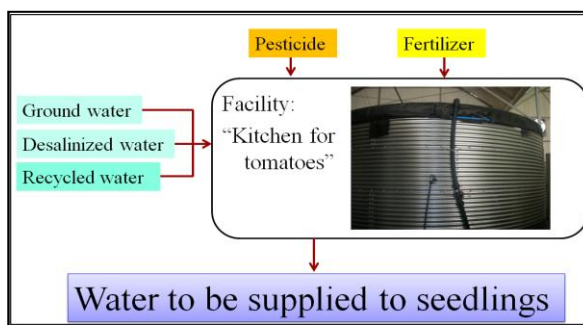 Pesticide
Fertilizer
Ground water
Desalinized water
Recycled water
Facility:
“Kitchen for
tomatoes”
Water to be supplied to seedlings